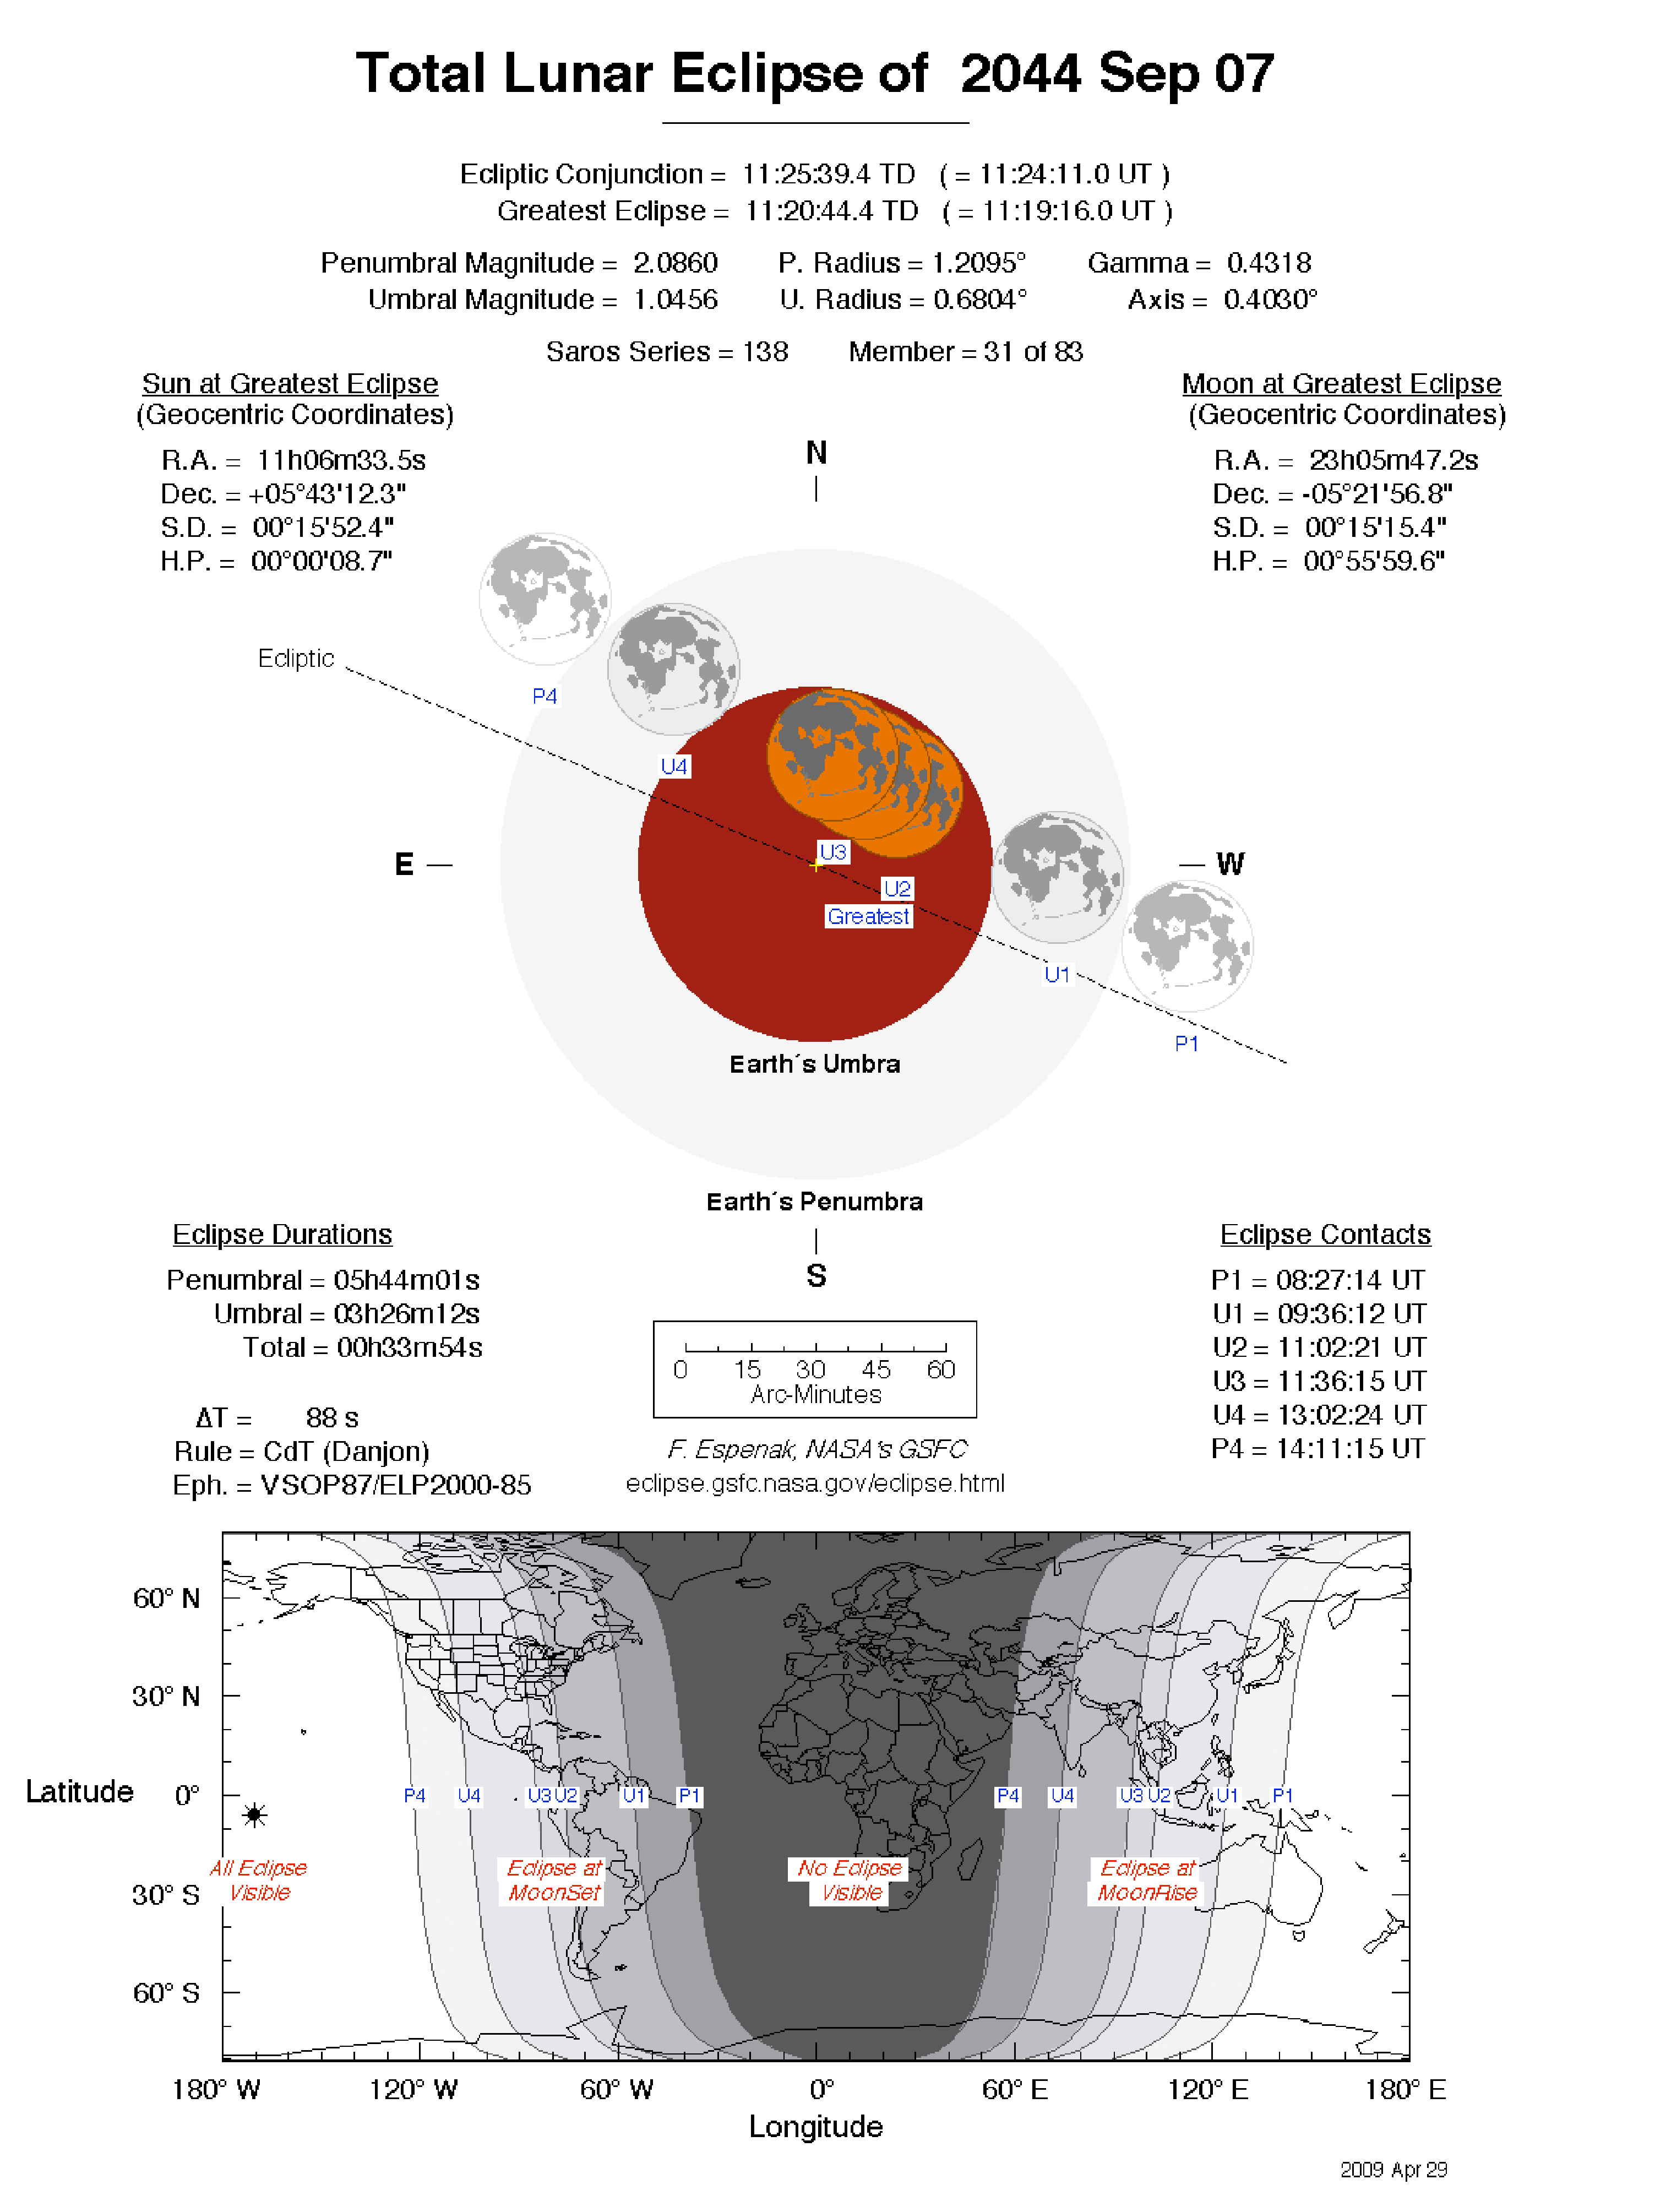 Total Lunar Eclipse of 2044 Sep 07
Ecliptic Conjunction = 11:25:39.4 TD ( = 11:24:11.0 UT )
Greatest Eclipse = 11:20:44.4 TD ( = 11:19:16.0 UT )
Penumbral Magnitude = 2.0860 P. Radius = 1.2095° Gamma = 0.4318
Umbral Magnitude = 1.0456 U. Radius = 0.6804° Axis = 0.4030°
Saros Series = 138 Member = 31 of 83
Sun at Greatest Eclipse
(Geocentric Coordinates)
R.A. = 11h06m33.5s
Dec. = +05°43'12.3"
S.D. = 00°15'52.4"
H.P. = 00°00'08.7"
Moon at Greatest Eclipse
(Geocentric Coordinates)
R.A. = 23h05m47.2s
Dec. = -05°21'56.8"
S.D. = 00°15'15.4"
H.P. = 00°55'59.6"
N
Ecliptic
P4
U4
U3
E
W
U2
Greatest
U1
P1
Earth´s Umbra
Earth´s Penumbra
S
Eclipse Durations
Penumbral = 05h44m01s
Umbral = 03h26m12s
Total = 00h33m54s
ΔT = 88 s
Rule = CdT (Danjon)
Eph. = VSOP87/ELP2000-85
0 15 30 45 60
Arc-Minutes
F. Espenak, NASA's GSFC
eclipse.gsfc.nasa.gov/eclipse.html
Eclipse Contacts
P1 = 08:27:14 UT
U1 = 09:36:12 UT
U2 = 11:02:21 UT
U3 = 11:36:15 UT
U4 = 13:02:24 UT
P4 = 14:11:15 UT
60° N
30° N
Latitude 0°
30° S
60° S
P4 U4 U3 U2 U1 P1 P4 U4 U3 U2 U1 P1
All Eclipse
Visible
Eclipse at
MoonSet
No Eclipse
Visible
Eclipse at
MoonRise
180° W 120° W 60° W 0° 60° E 120° E 180° E
Longitude
2009 Apr 29